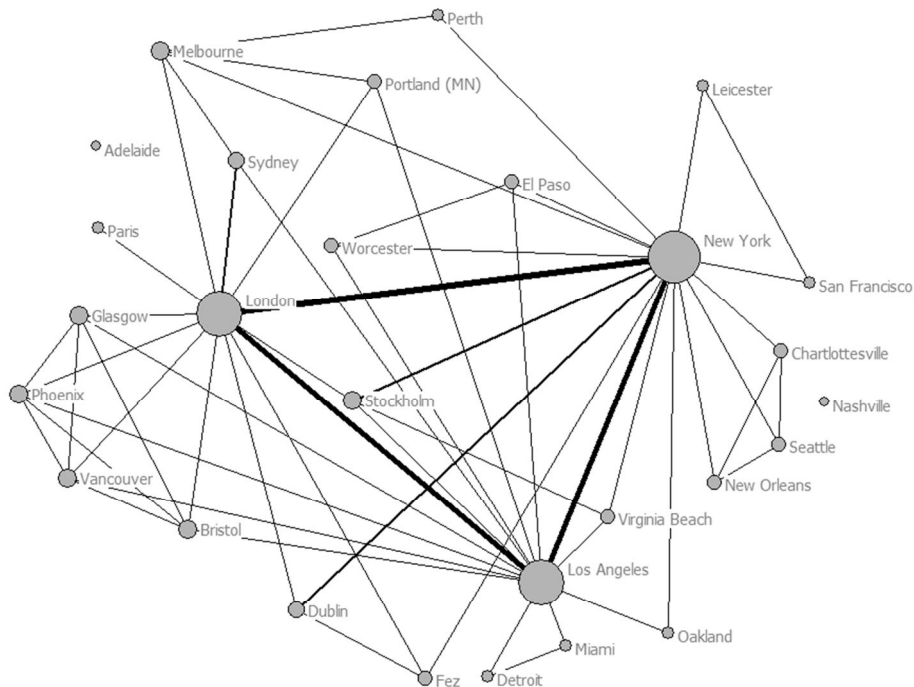 Perth
Melbourne
Portland (MN)
Leicester
Adelaide
Sydney
El Paso
Paris
Worcester
New York
San Francisco
London
Glasgow
Chartlottesville
Phoenix
Stockholm
Nashville
Seattle
Vancouver
New Orleans
Virginia Beach
Bristol
Los Angeles
Dublin
Oakland
Miami
Fez
Detroit